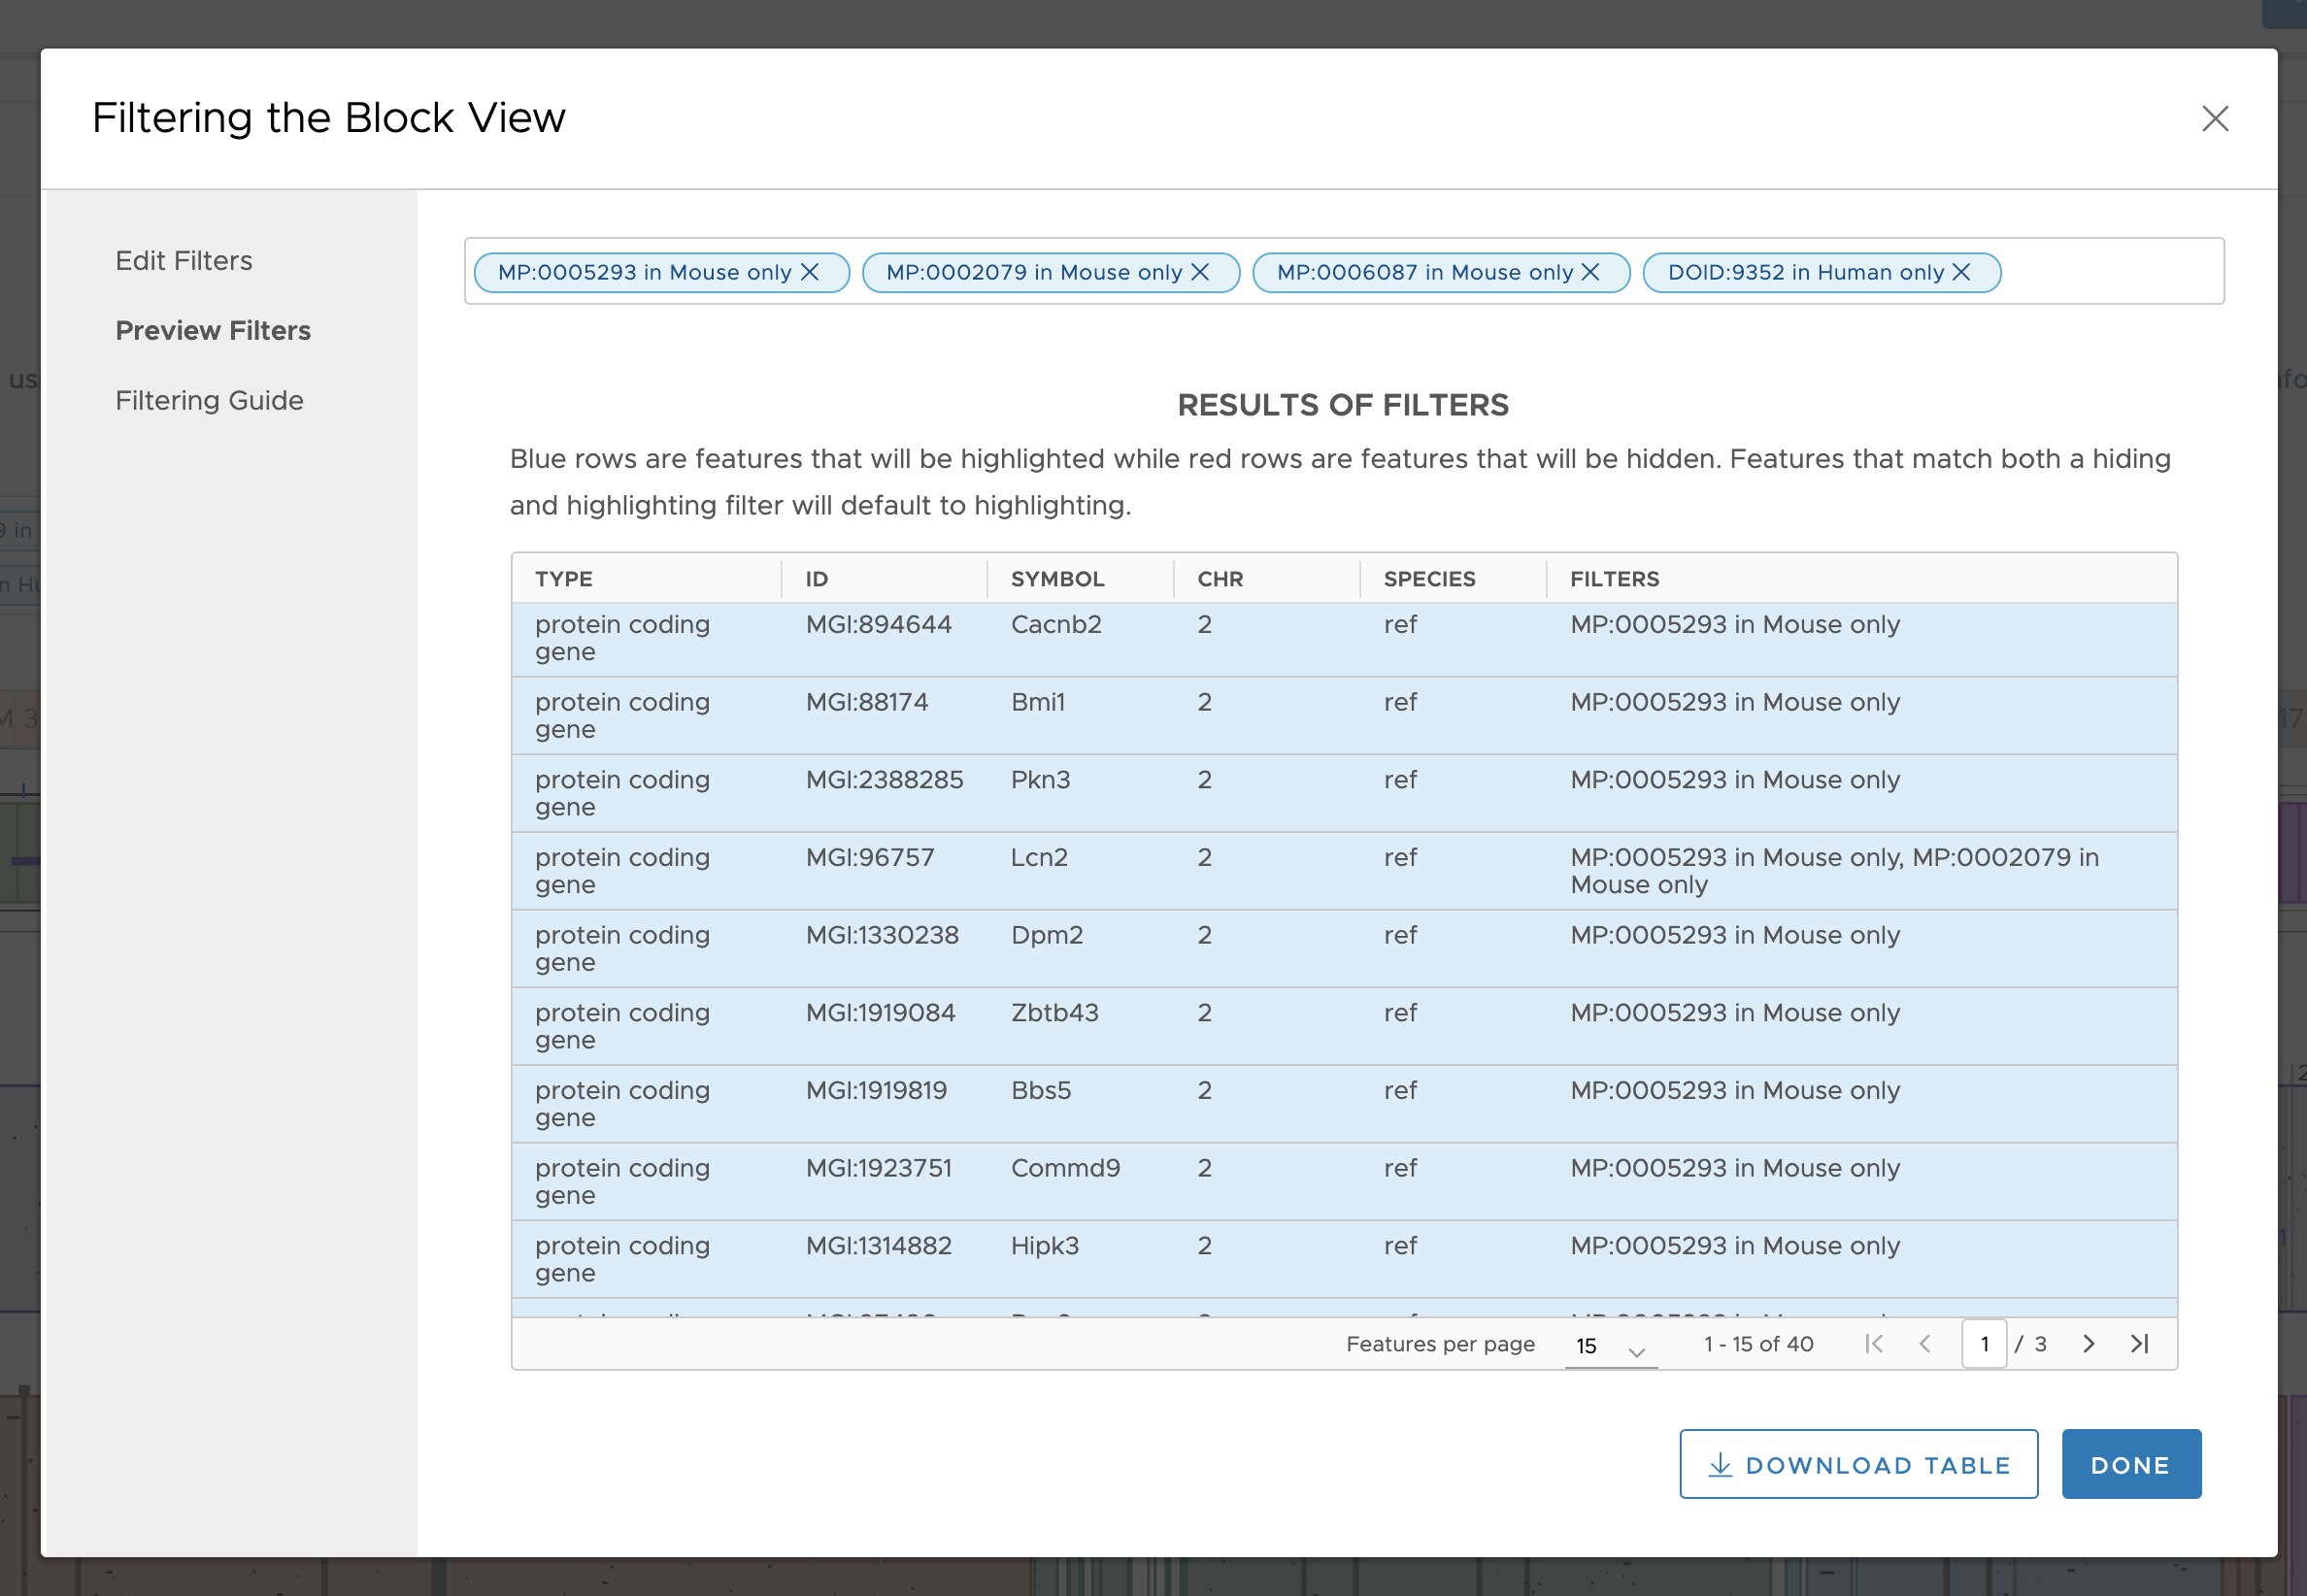 Filtering the Block View
Edit Filters
Preview Filters
Filtering Guide
MP:0005293 in Mouse only
MP:0002079 in Mouse only
MP:0006087 in Mouse only
DOID:9352 in Human only
RESULTS OF FILTERS
Blue rows are features that will be highlighted while red rows are features that will be hidden. Features that match both a hiding
and highlighting filter will default to highlighting.
TYPE ID SYMBOL CHR SPECIES FILTERS
protein coding MGI:894644 Cacnb2 2 ref MP:0005293 in Mouse only
gene
protein coding MGI:88174 Bmi1 2 ref MP:0005293 in Mouse only
gene
protein coding MGI:2388285 Pkn3 2 ref MP:0005293 in Mouse only
gene
protein coding MGI:96757 Lcn2 2 ref MP:0005293 in Mouse only, MP:0002079 in
gene Mouse only
protein coding MGI:1330238 Dpm2 2 ref MP:0005293 in Mouse only
gene
protein coding MGI:1919084 Zbtb43 2 ref MP:0005293 in Mouse only
gene
protein coding MGI:1919819 Bbs5 2 ref MP:0005293 in Mouse only
gene
protein coding MGI:1923751 Commd9 2 ref MP:0005293 in Mouse only
gene
protein coding MGI:1314882 Hipk3 2 ref MP:0005293 in Mouse only
gene
Features per page 15 1 - 15 of 40 1 / 3
DOWNLOAD TABLE
DONE